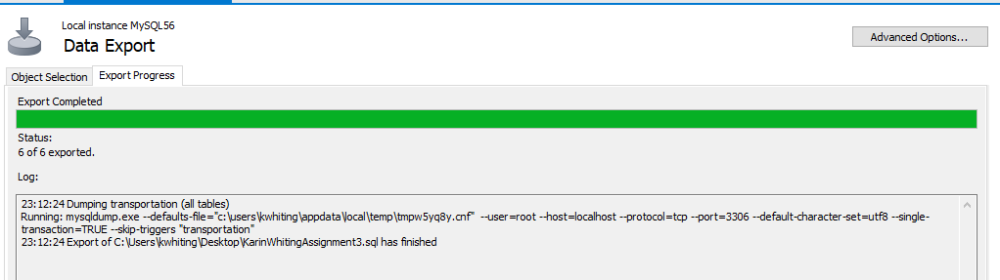 Local instance MySQL56
Data Export
Advanced Options...
Object Selection
Export Progress
Export Completed
Status:
6 of 6 exported.
Log:
23:12:24 Dumping transportation (all tables)
Running: mysqldump.exe --defaults-file="c:\users\kwhiting\appdata\local\temp\tmpw5yq8y.cnf"  --user=root --host=localhost --protocol=tcp --port=3306 --default-character-set=utf8 --single-
transaction=TRUE --skip-triggers "transportation"
23:12:24 Export of C:\Users\kwhiting\Desktop\KarinWhitingAssignment3.sql has finished